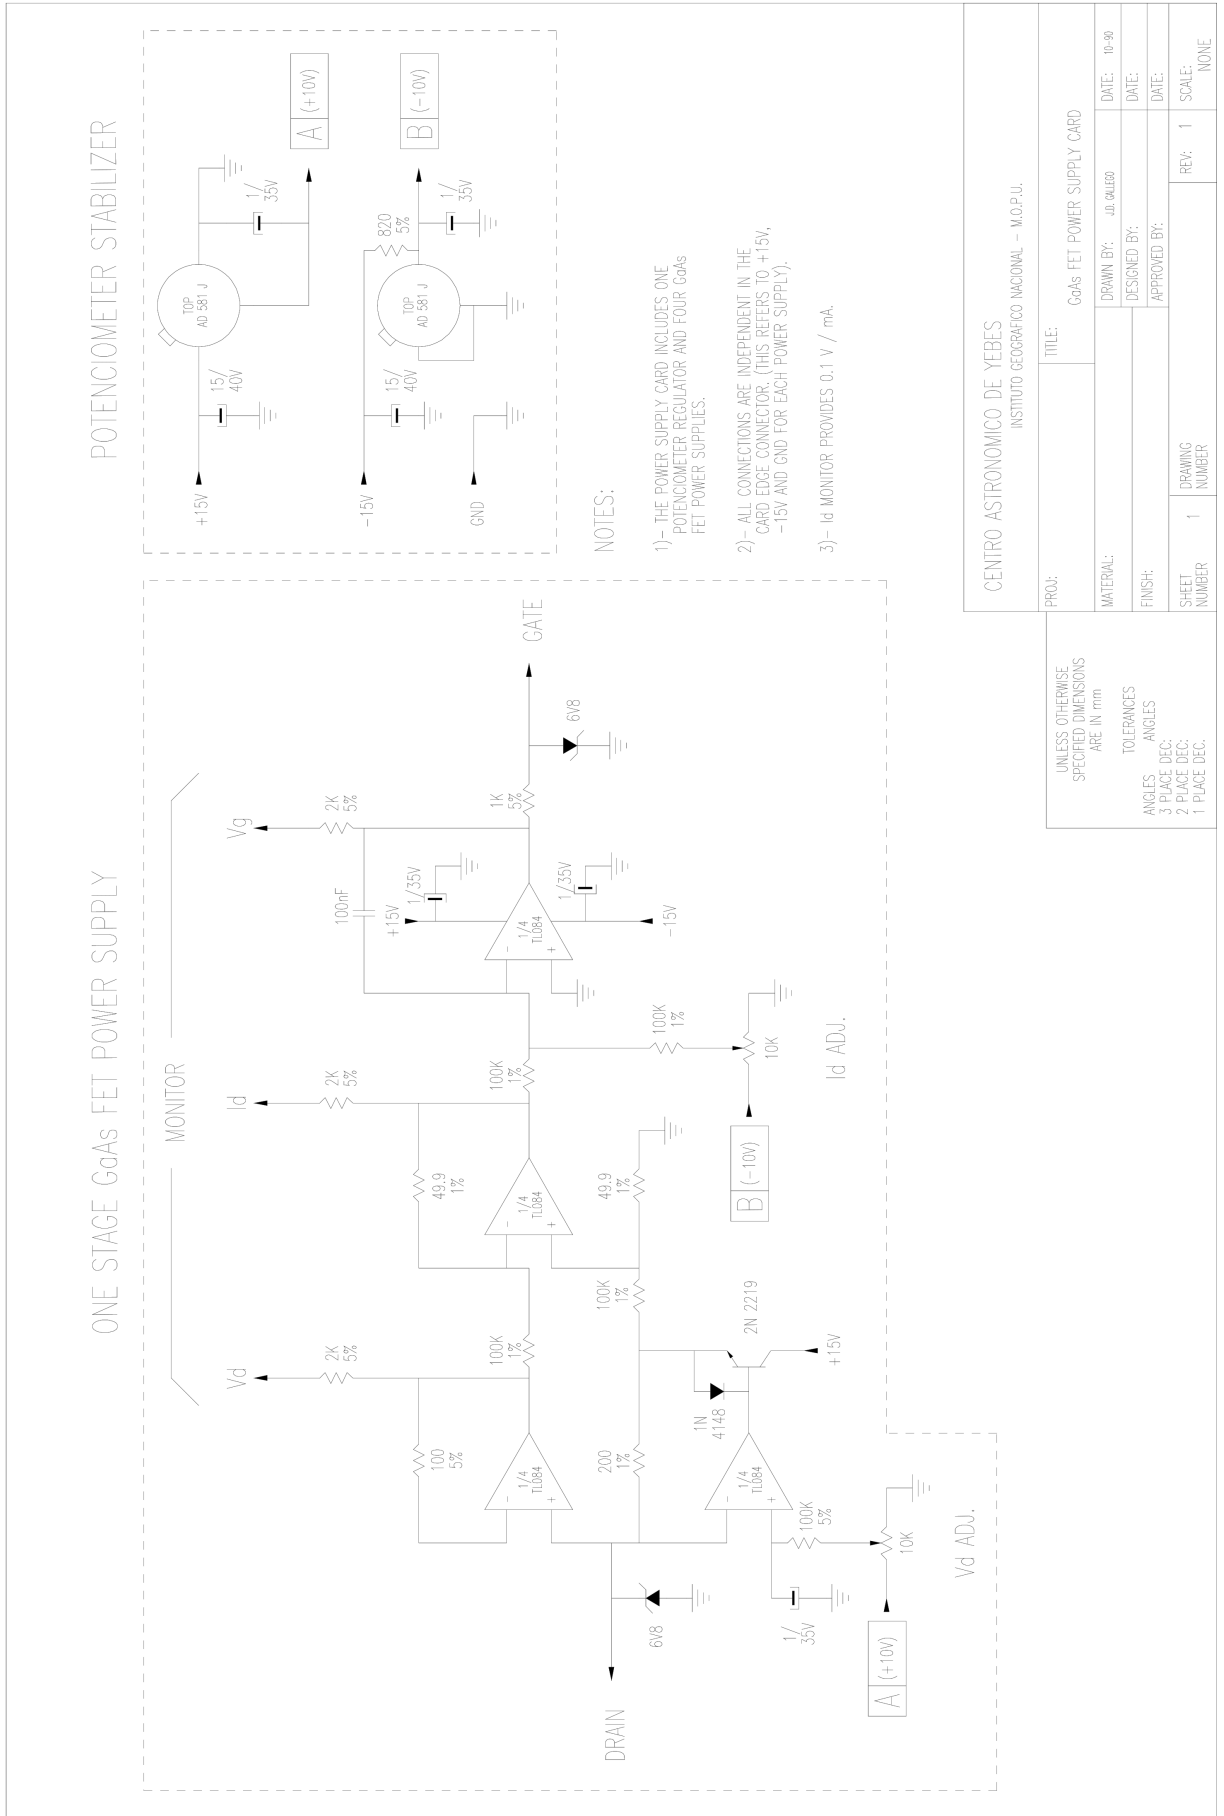 ONE STAGE GaAs FET POWER SUPPLY
MONITOR
Vd
Id
Vg
2K
5%
2K
5%
2K
5%
100
5%
49.9
1%
100nF
+15V
1/35V
1/4
TL084
-
+
100K
1%
1/4
TL084
-
+
100K
1%
1/4
TL084
-
+
1K
5%
GATE
6V8
1/35V
-15V
DRAIN
6V8
200
1%
100K
1%
49.9
1%
100K
1%
10K
Id ADJ.
B (-10V)
1N
4148
2N 2219
+15V
1/4
TL084
-
+
100K
5%
1/
35V
10K
Vd ADJ.
A (+10V)
POTENCIOMETER STABILIZER
+15V
15/
40V
TOP
AD 581 J
1/
35V
A (+10V)
-15V
15/
40V
TOP
AD 581 J
820
5%
1/
35V
B (-10V)
GND
NOTES:
1)- THE POWER SUPPLY CARD INCLUDES ONE
POTENCIOMETER REGULATOR AND FOUR GaAs
FET POWER SUPPLIES.
2)- ALL CONNECTIONS ARE INDEPENDENT IN THE
CARD EDGE CONNECTOR. (THIS REFERS TO +15V,
-15V AND GND FOR EACH POWER SUPPLY).
3)- Id MONITOR PROVIDES 0.1 V / mA.
UNLESS OTHERWISE
SPECIFIED DIMENSIONS
ARE IN mm
TOLERANCES
ANGLES ANGLES
3 PLACE DEC:
2 PLACE DEC:
1 PLACE DEC.
CENTRO ASTRONOMICO DE YEBES
INSTITUTO GEOGRAFICO NACIONAL - M.O.P.U.
PROJ:
TITLE:
GaAs FET POWER SUPPLY CARD
MATERIAL:
DRAWN BY: J.D. GALLEGO
DATE: 10-90
FINISH:
DESIGNED BY:
DATE:
APPROVED BY:
DATE:
SHEET
NUMBER 1
DRAWING
NUMBER
REV: 1
SCALE:
NONE